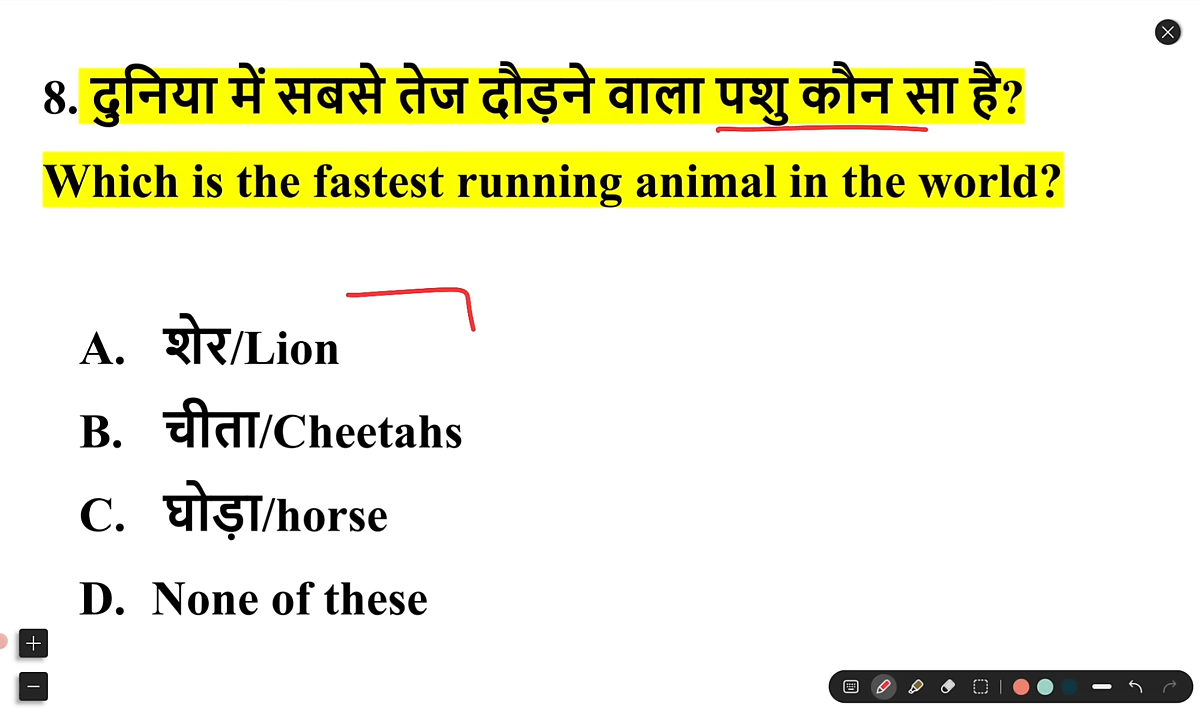 8. दुनिया में सबसे तेज दौड़ने वाला पशु कौन सा है?
Which is the fastest running animal in the world?
A. शेर/Lion
B. चीता/Cheetahs
C. घोड़ा/horse
D. None of these